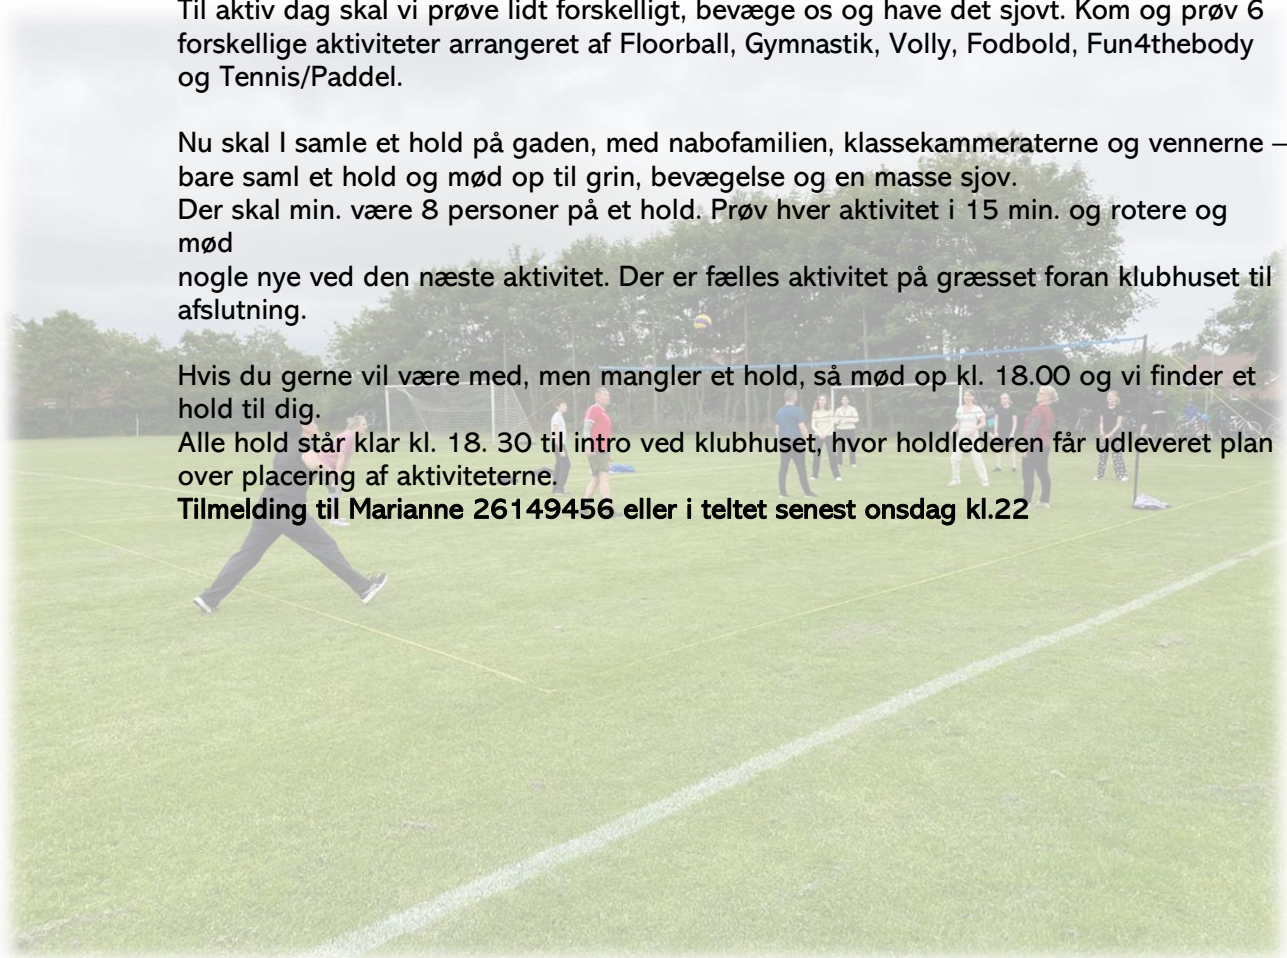 Til aktiv dag skal vi prøve lidt forskelligt, bevæge os og have det sjovt. Kom og prøv 6
forskellige aktiviteter arrangeret af Floorball, Gymnastik, Volly, Fodbold, Fun4thebody
og Tennis/Paddel.
Nu skal I samle et hold på gaden, med nabofamilien, klassekammeraterne og vennerne –
bare saml et hold og mød op til grin, bevægelse og en masse sjov.
Der skal min. være 8 personer på et hold. Prøv hver aktivitet i 15 min. og rotere og
mød
nogle nye ved den næste aktivitet. Der er fælles aktivitet på græsset foran klubhuset til
afslutning.
Hvis du gerne vil være med, men mangler et hold, så mød op kl. 18.00 og vi finder et
hold til dig.
Alle hold står klar kl. 18. 30 til intro ved klubhuset, hvor holdlederen får udleveret plan
over placering af aktiviteterne.
Tilmelding til Marianne 26149456 eller i teltet senest onsdag kl.22